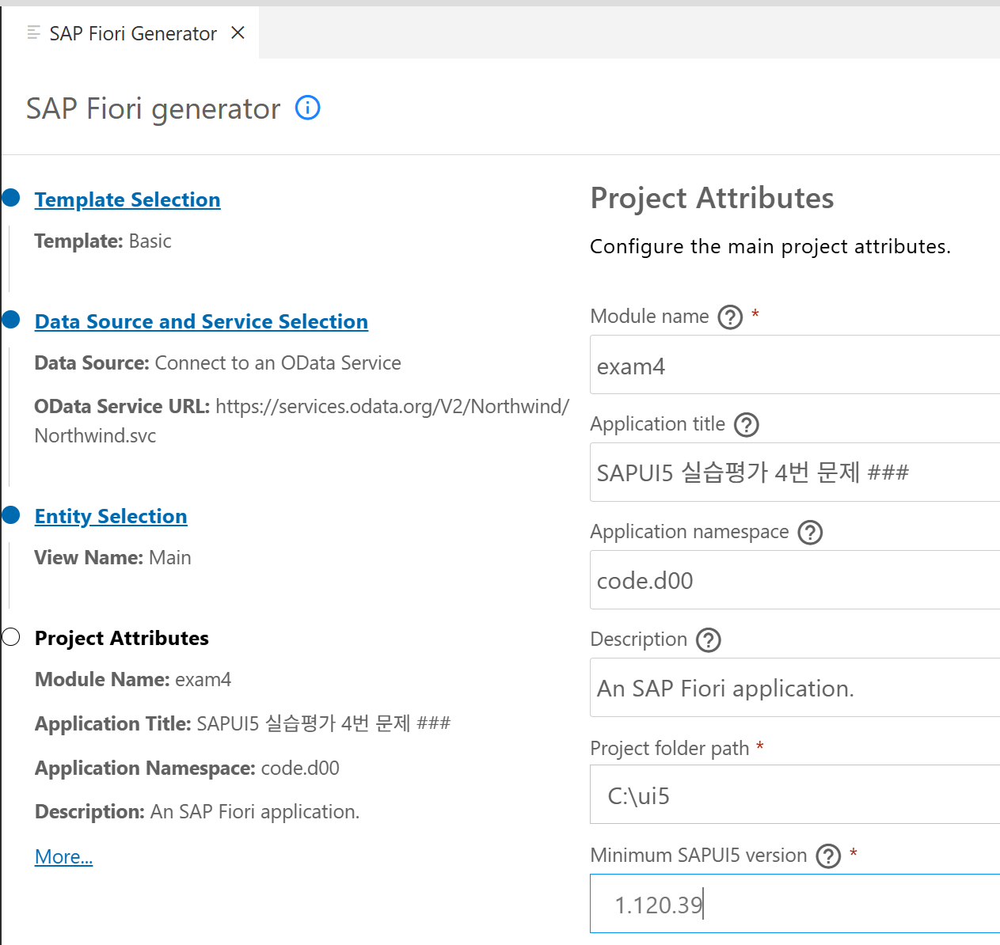 SAP Fiori Generator
SAP Fiori generator
Template Selection
Template: Basic
Data Source and Service Selection
Data Source: Connect to an OData Service
OData Service URL: https://services.odata.org/V2/Northwind/
Northwind.svc
Entity Selection
View Name: Main
Project Attributes
Module Name: exam4
Application Title: SAPUI5 실습평가 4번 문제 ###
Application Namespace: code.d00
Description: An SAP Fiori application.
More...
Project Attributes
Configure the main project attributes.
Module name ? *
exam4
Application title ?
SAPUI5 실습평가 4번 문제 ###
Application namespace ?
code.d00
Description ?
An SAP Fiori application.
Project folder path *
C:\ui5
Minimum SAPUI5 version ? *
1.120.39